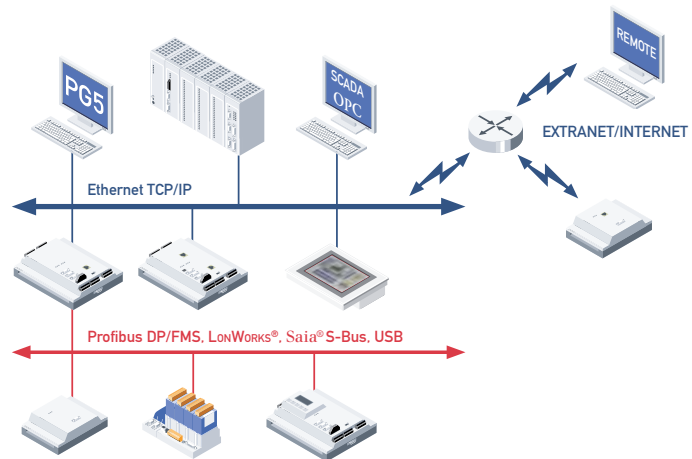 PG5
SCADA
OPC
REMOTE
EXTRANET/INTERNET
Ethernet TCP/IP
Profibus DP/FMS, LONWORKS®, Saia® S-Bus, USB